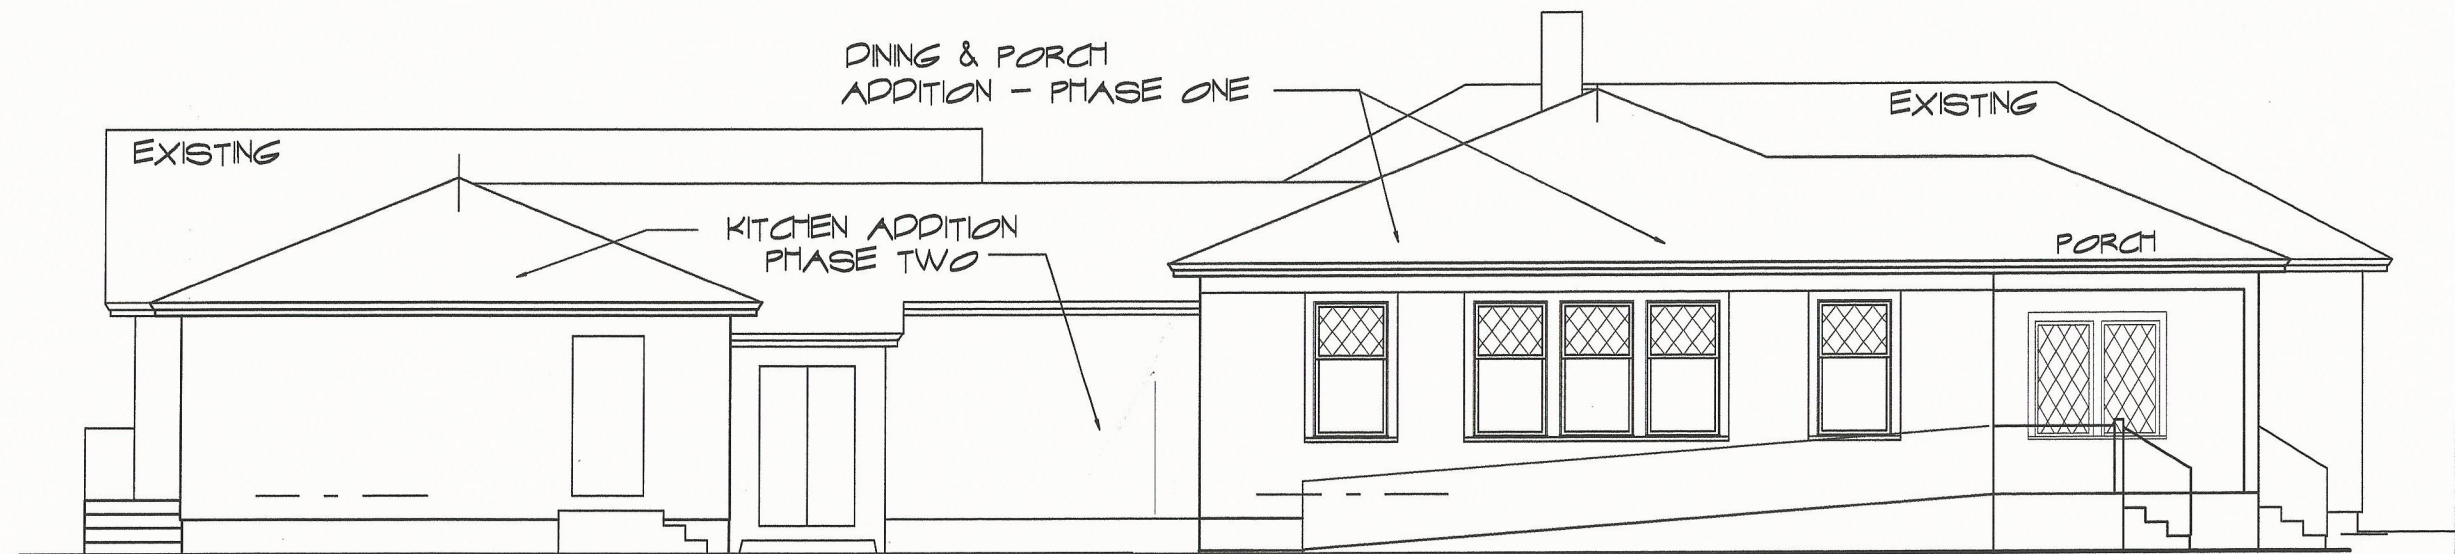 DINING & PORCH
ADDITION - PHASE ONE
EXISTING
EXISTING
KITCHEN ADDITION
PHASE TWO
PORCH